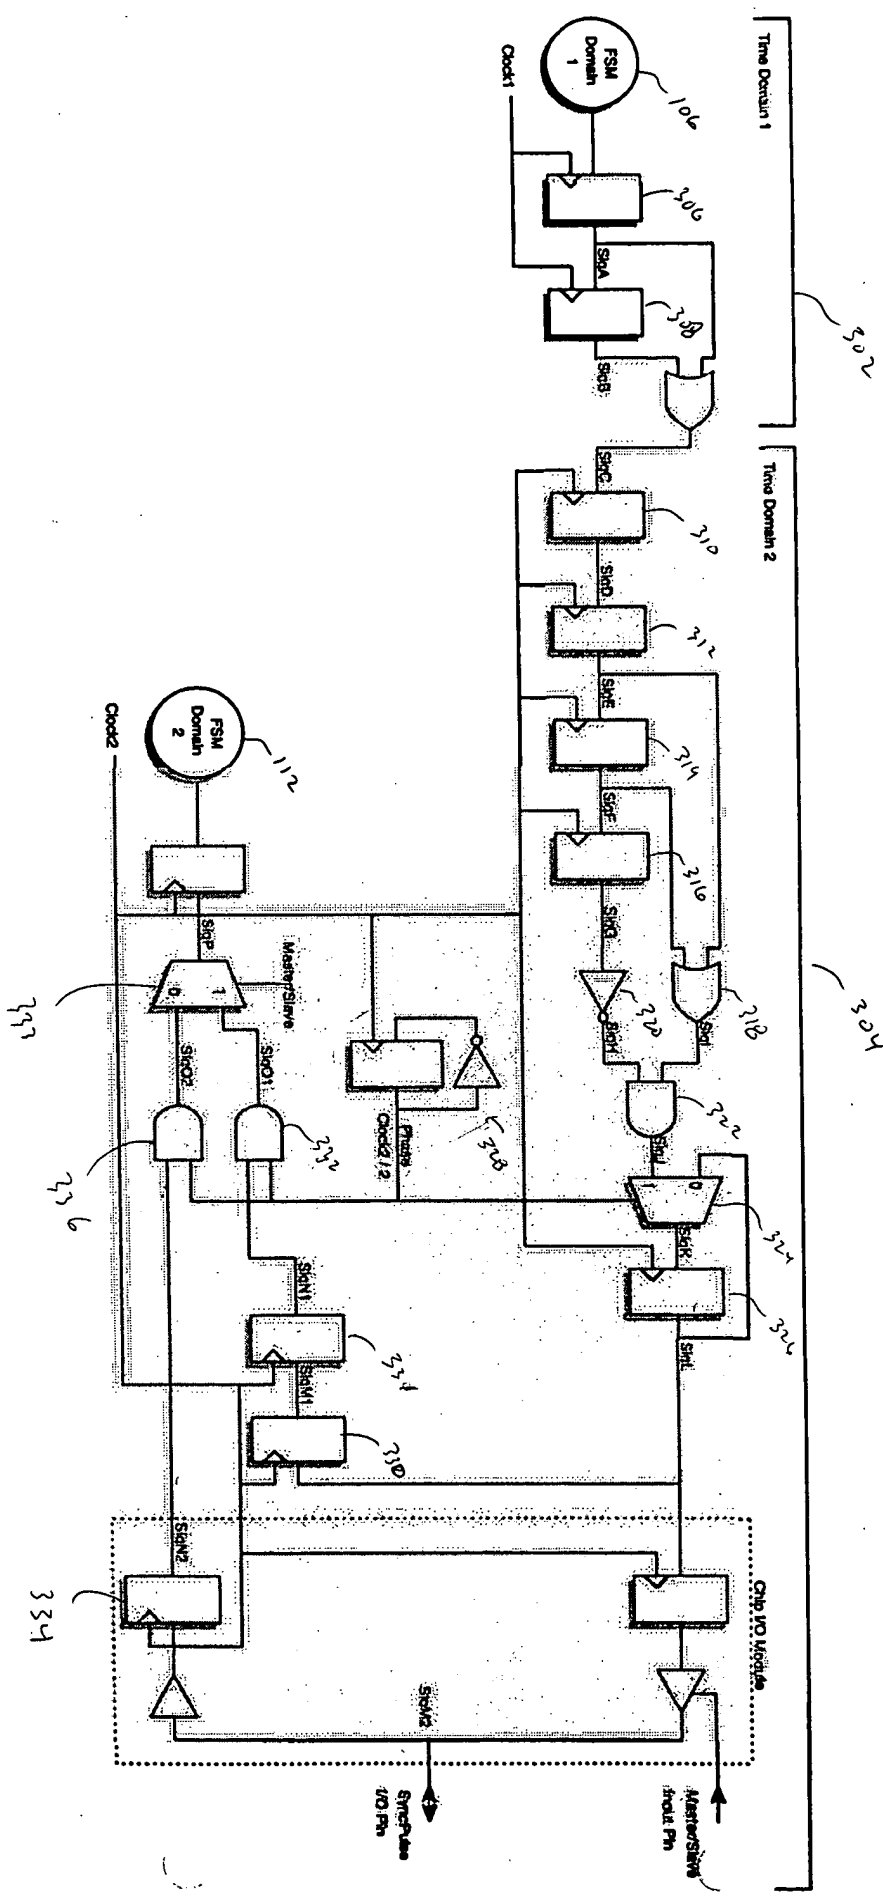 Time Domain 1
302
FSM
Domain
1
106
Clock1
306
SigA
308
SigB
Time Domain 2
304
SigC
310
SigD
312
SigE
314
SigF
316
SigG
320
SigH
318
SigI
322
SigJ
0
1
324
SigK
326
SigL
328
Phase
Clock2 / 2
FSM
Domain
2
112
Clock2
SigP
Master/Slave
1
0
SigO1
SigO2
332
336
SigN1
331
SigM1
330
SigN2
334
Chip I/O Module
SigM2
Master/Slave
Input Pin
SyncPulse
I/O Pin